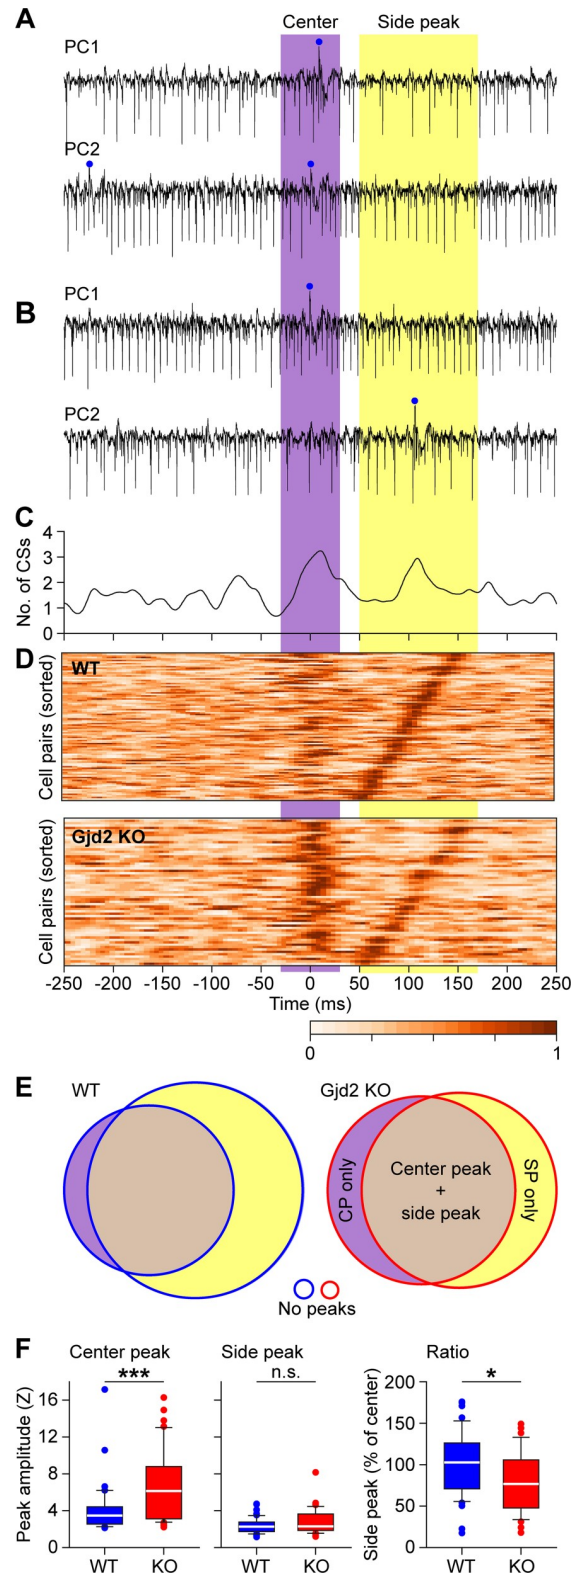 A
Center
Side peak
PC1
PC2
B
PC1
PC2
C
No. of CSs
4
3
2
1
0
D
WT
Cell pairs (sorted)
Gjd2 KO
Cell pairs (sorted)
-250 -200 -150 -100 -50 0 50 100 150 200 250
Time (ms)
0 1
E
WT
Gjd2 KO
CP only
Center peak
+
side peak
SP only
No peaks
F
Center peak
Side peak
Ratio
***
n.s.
*
Peak amplitude (Z)
16
12
8
4
0
Side peak (% of center)
200
150
100
50
0
WT KO WT KO WT KO